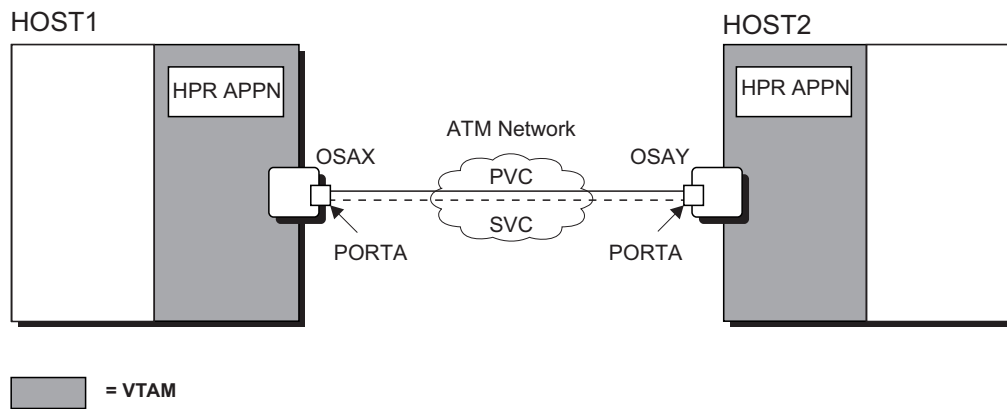 HOST1
HOST2
HPR APPN
HPR APPN
ATM Network
OSAX
OSAY
PVC
SVC
PORTA
PORTA
= VTAM